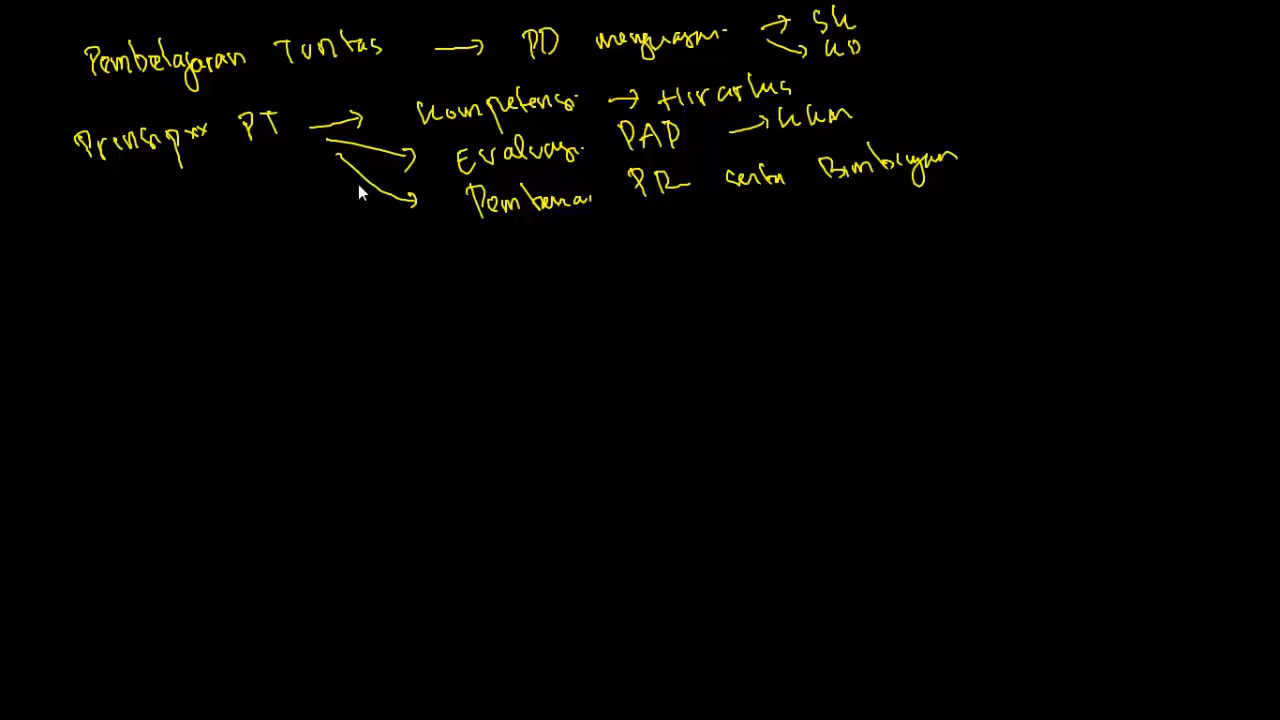 Pembelajaran Tuntas → PD menguasai → SK
→ KD
Prinsip** PT → Kompetensi → Hirarkis
→ Evaluasi PAP → KKM
→ Pemberian PR serta Bimbingan